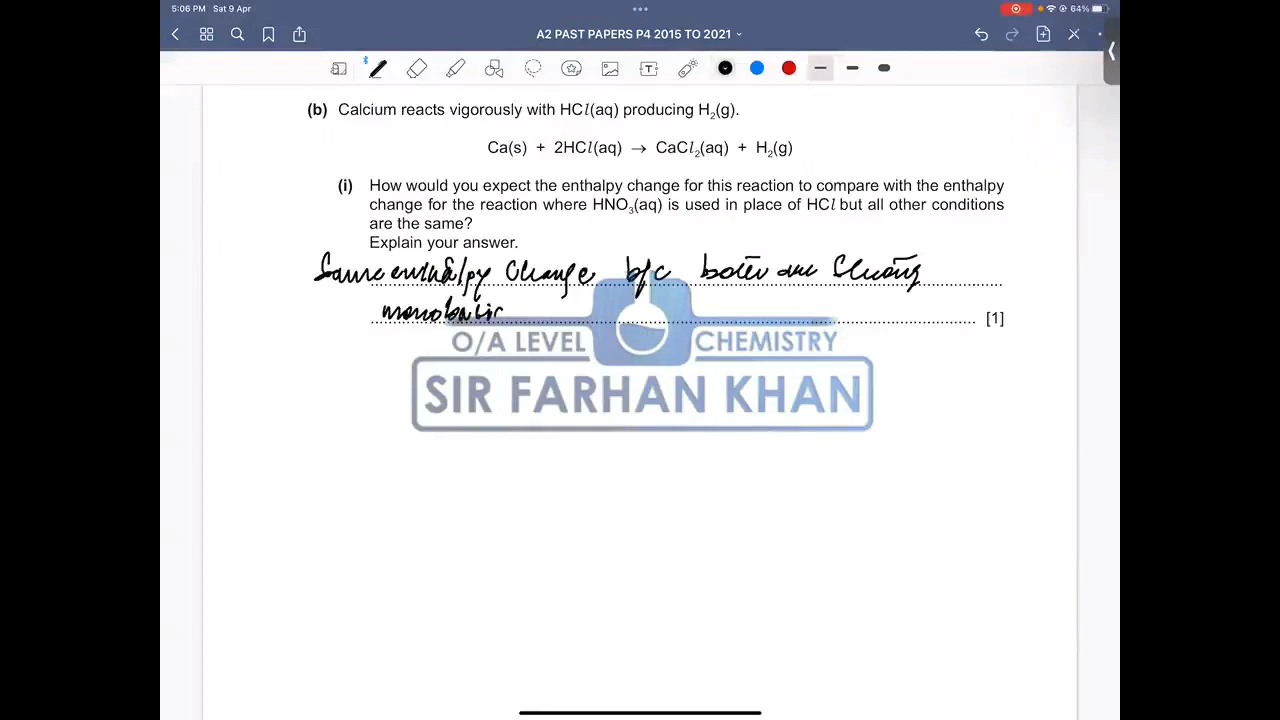 5:06 PM Sat 9 Apr
64%
A2 PAST PAPERS P4 2015 TO 2021
(b) Calcium reacts vigorously with HCl(aq) producing H₂(g).
Ca(s) + 2HCl(aq) → CaCl₂(aq) + H₂(g)
(i) How would you expect the enthalpy change for this reaction to compare with the enthalpy
change for the reaction where HNO₃(aq) is used in place of HCl but all other conditions
are the same?
Explain your answer.
Same enthalpy change b/c both are strong
monobasic
[1]
O/A LEVEL CHEMISTRY
SIR FARHAN KHAN